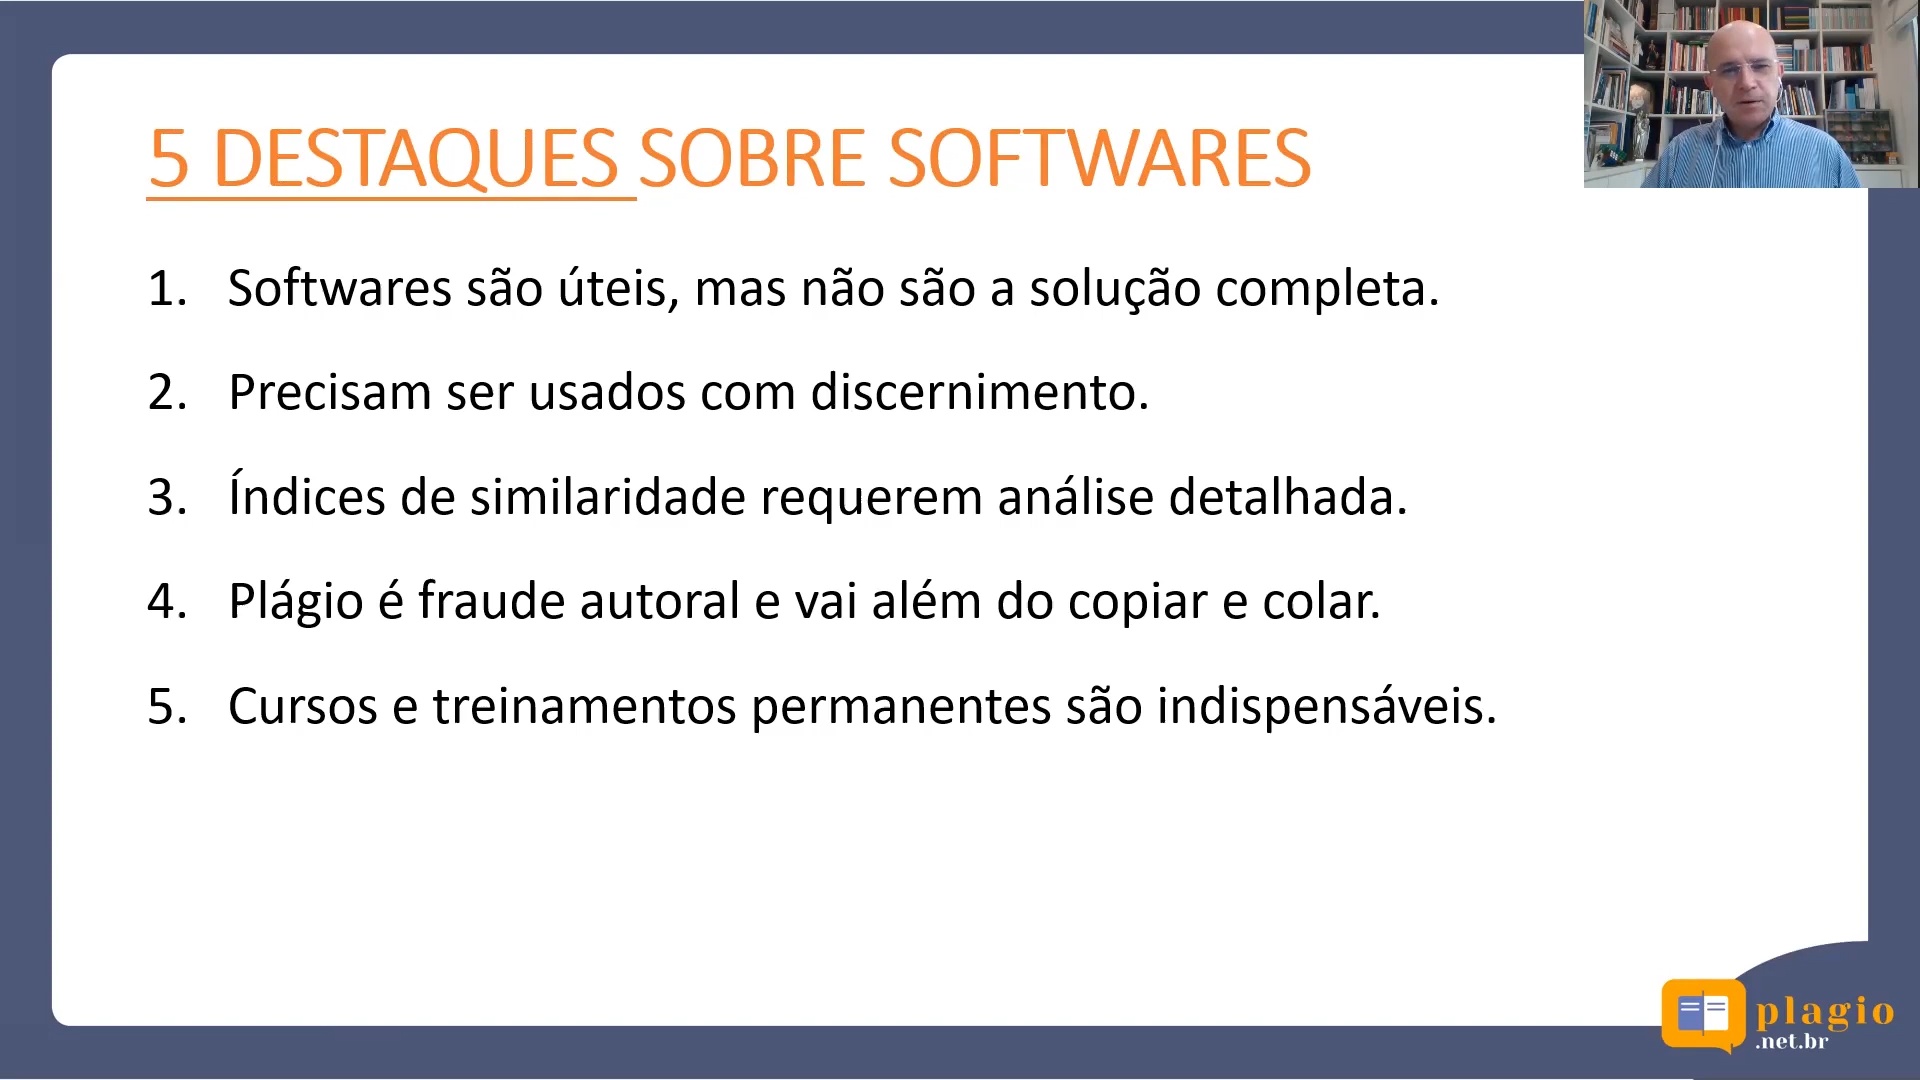 5 DESTAQUES SOBRE SOFTWARES
1. Softwares são úteis, mas não são a solução completa.
2. Precisam ser usados com discernimento.
3. Índices de similaridade requerem análise detalhada.
4. Plágio é fraude autoral e vai além do copiar e colar.
5. Cursos e treinamentos permanentes são indispensáveis.
plagio
.net.br